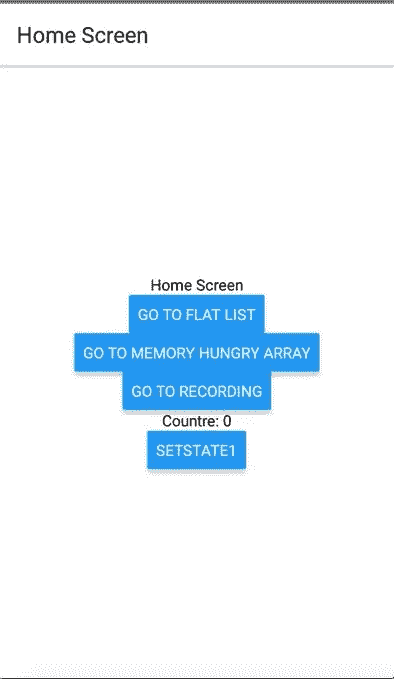 Home Screen
Home Screen
GO TO FLAT LIST
GO TO MEMORY HUNGRY ARRAY
GO TO RECORDING
Countre: 0
SETSTATE1